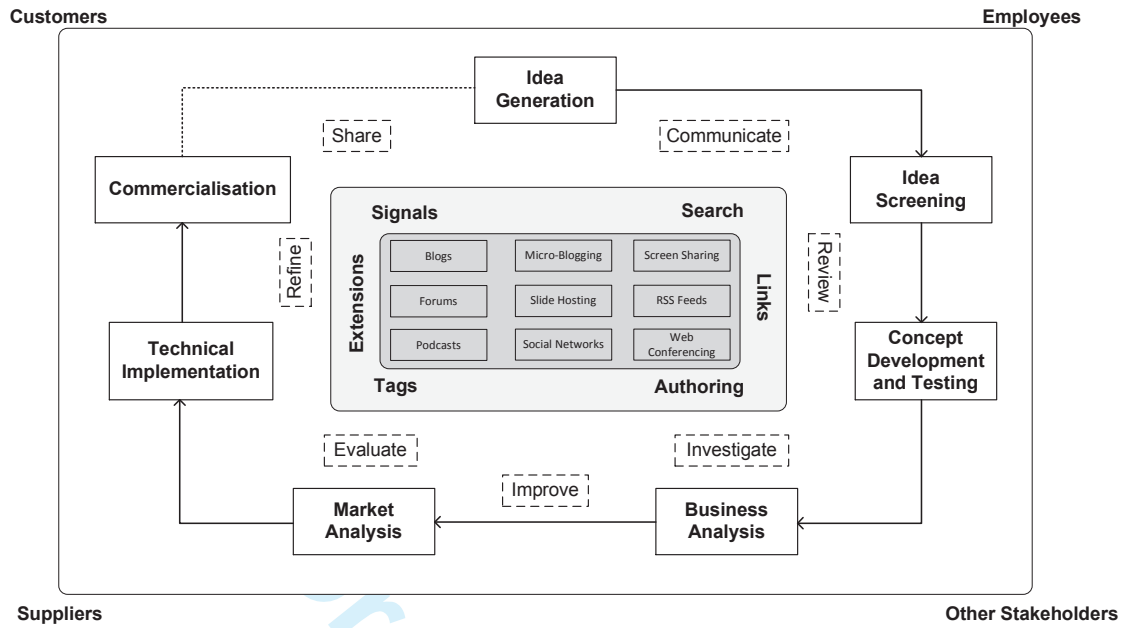 Customers
Employees
Idea
Generation
Share
Communicate
Commercialisation
Idea
Screening
Signals
Search
Refine
Review
Extensions
Links
Blogs
Micro-Blogging
Screen Sharing
Forums
Slide Hosting
RSS Feeds
Podcasts
Social Networks
Web
Conferencing
Tags
Authoring
Technical
Implementation
Concept
Development
and Testing
Evaluate
Investigate
Improve
Market
Analysis
Business
Analysis
Suppliers
Other Stakeholders